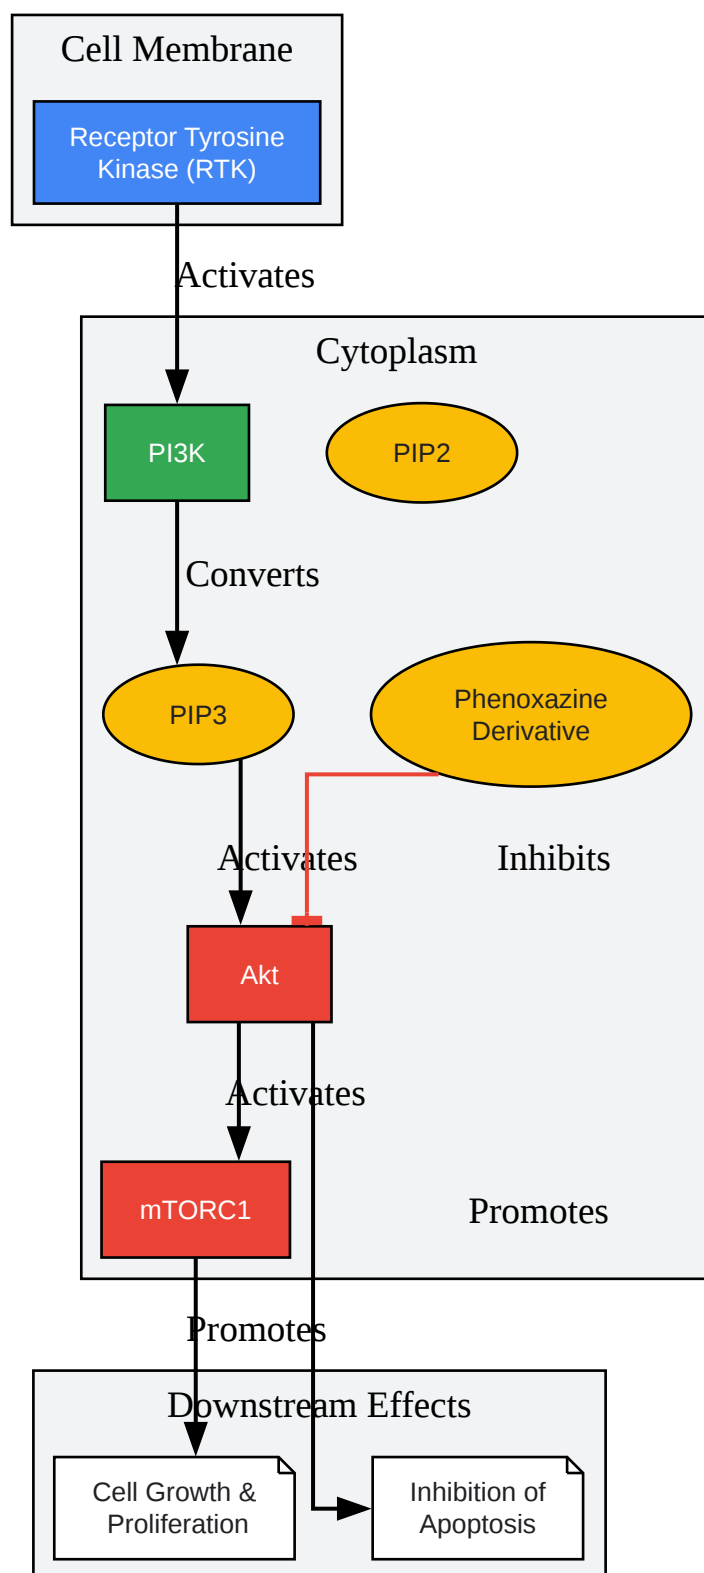 Cell Membrane
Receptor Tyrosine
Kinase (RTK)
Activates
Cytoplasm
PI3K
PIP2
Converts
PIP3
Phenoxazine
Derivative
Activates
Inhibits
Akt
Activates
mTORC1
Promotes
Promotes
Downstream Effects
Cell Growth &
Proliferation
Inhibition of
Apoptosis